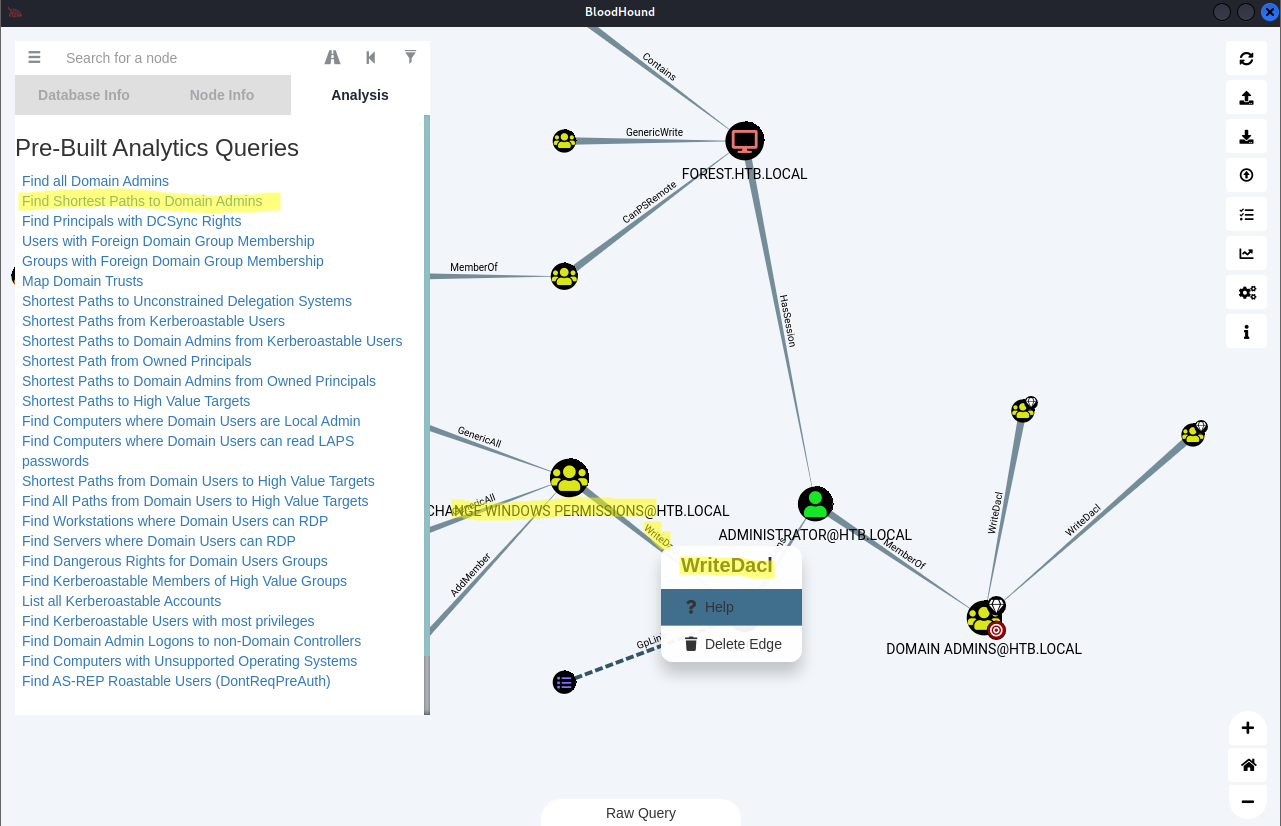 BloodHound
Search for a node
Database Info
Node Info
Analysis
Pre-Built Analytics Queries
Find all Domain Admins
Find Shortest Paths to Domain Admins
Find Principals with DCSync Rights
Users with Foreign Domain Group Membership
Groups with Foreign Domain Group Membership
Map Domain Trusts
Shortest Paths to Unconstrained Delegation Systems
Shortest Paths from Kerberoastable Users
Shortest Paths to Domain Admins from Kerberoastable Users
Shortest Path from Owned Principals
Shortest Paths to Domain Admins from Owned Principals
Shortest Paths to High Value Targets
Find Computers where Domain Users are Local Admin
Find Computers where Domain Users can read LAPS
passwords
Shortest Paths from Domain Users to High Value Targets
Find All Paths from Domain Users to High Value Targets
Find Workstations where Domain Users can RDP
Find Servers where Domain Users can RDP
Find Dangerous Rights for Domain Users Groups
Find Kerberoastable Members of High Value Groups
List all Kerberoastable Accounts
Find Kerberoastable Users with most privileges
Find Domain Admin Logons to non-Domain Controllers
Find Computers with Unsupported Operating Systems
Find AS-REP Roastable Users (DontReqPreAuth)
Contains
GenericWrite
FOREST.HTB.LOCAL
CanPSRemote
MemberOf
HasSession
GenericAll
GenericAll
CHANGE WINDOWS PERMISSIONS@HTB.LOCAL
AddMember
WriteDa
ADMINISTRATOR@HTB.LOCAL
MemberOf
WriteDacl
WriteDacl
DOMAIN ADMINS@HTB.LOCAL
WriteDacl
? Help
Delete Edge
GpLin
Raw Query